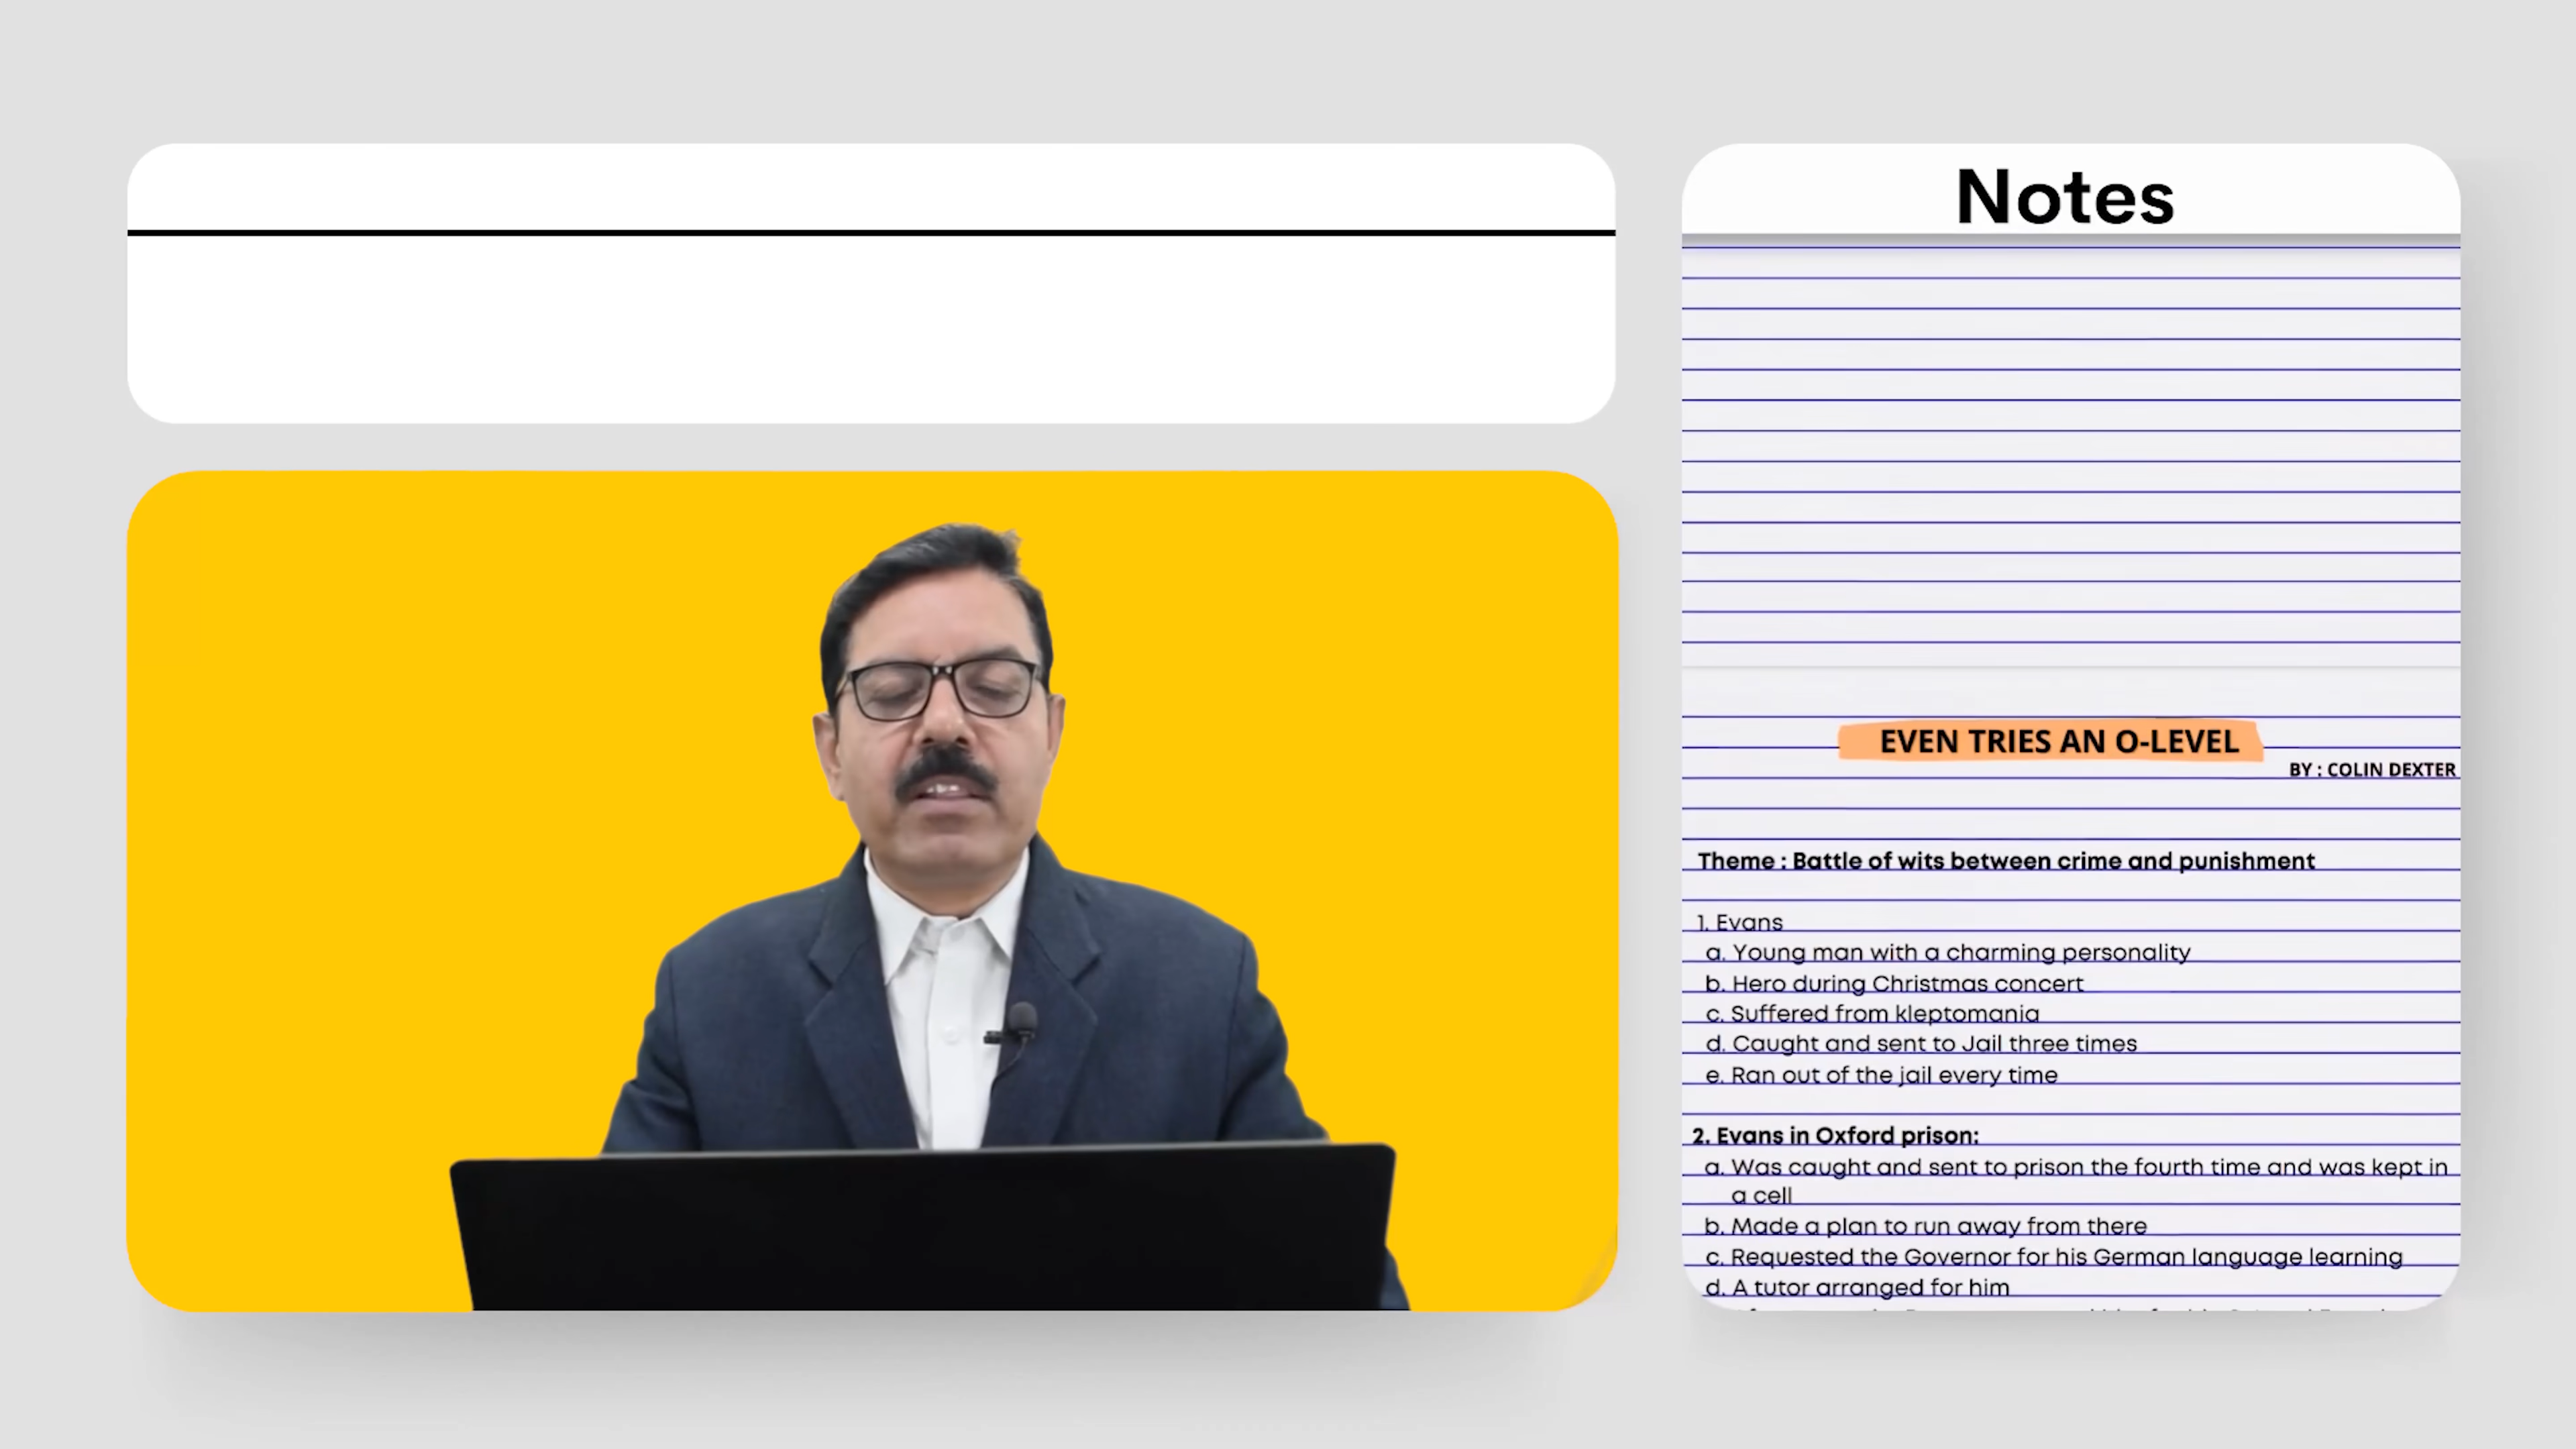 Notes
EVEN TRIES AN O-LEVEL
BY : COLIN DEXTER
Theme : Battle of wits between crime and punishment
1. Evans
a. Young man with a charming personality
b. Hero during Christmas concert
c. Suffered from kleptomania
d. Caught and sent to Jail three times
e. Ran out of the jail every time
2. Evans in Oxford prison:
a. Was caught and sent to prison the fourth time and was kept in
a cell
b. Made a plan to run away from there
c. Requested the Governor for his German language learning
d. A tutor arranged for him